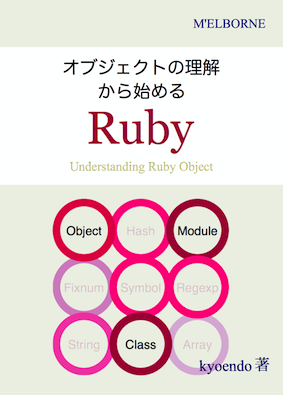 M'ELBORNE
オブジェクトの理解
から始める
Ruby
Understanding Ruby Object
Object Hash Module
Fixnum Symbol Regexp
String Class Array
kyoendo 著